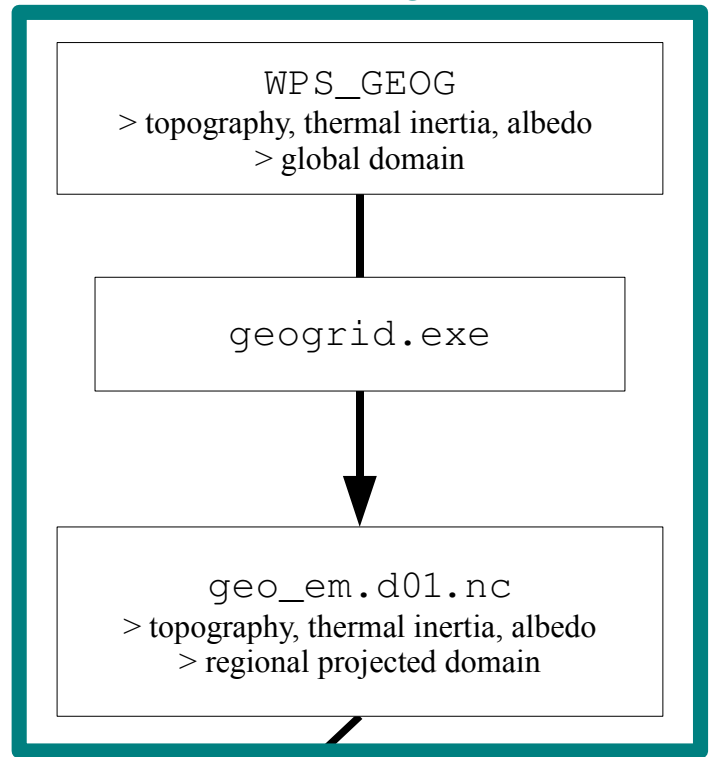 WPS_GEOG
> topography, thermal inertia, albedo
> global domain
geogrid.exe
geo_em.d01.nc
> topography, thermal inertia, albedo
> regional projected domain